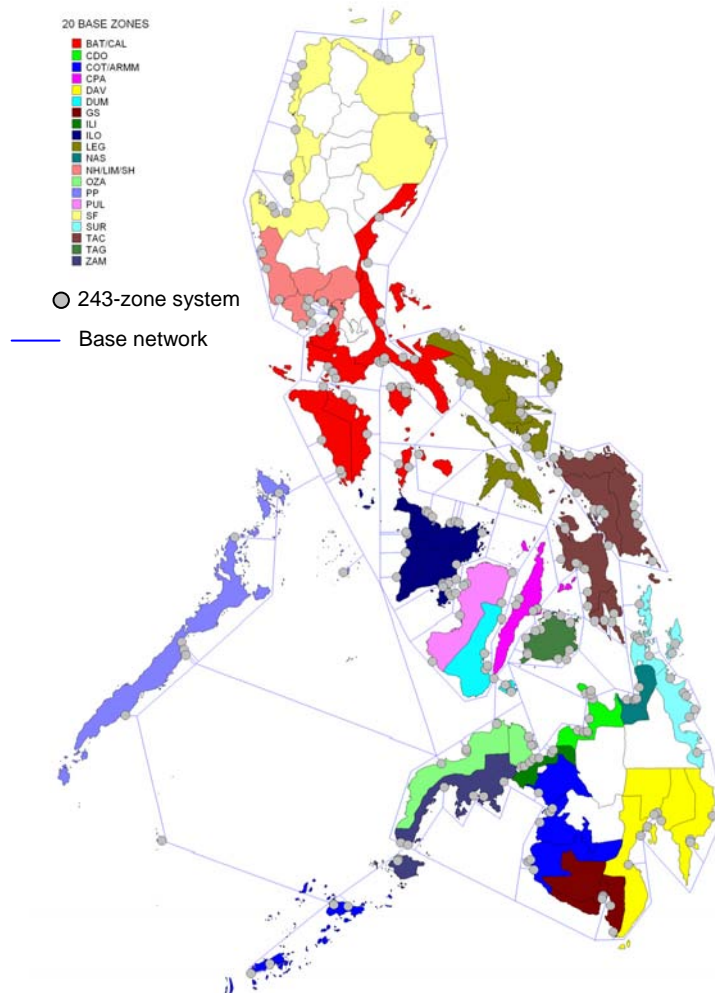 20 BASE ZONES
BAT/CAL
CDO
COT/ARMM
CPA
DAV
DUM
GS
ILI
ILO
LEG
NAS
NH/LIM/SH
OZA
PP
PUL
SF
SUR
TAC
TAG
ZAM
243-zone system
Base network